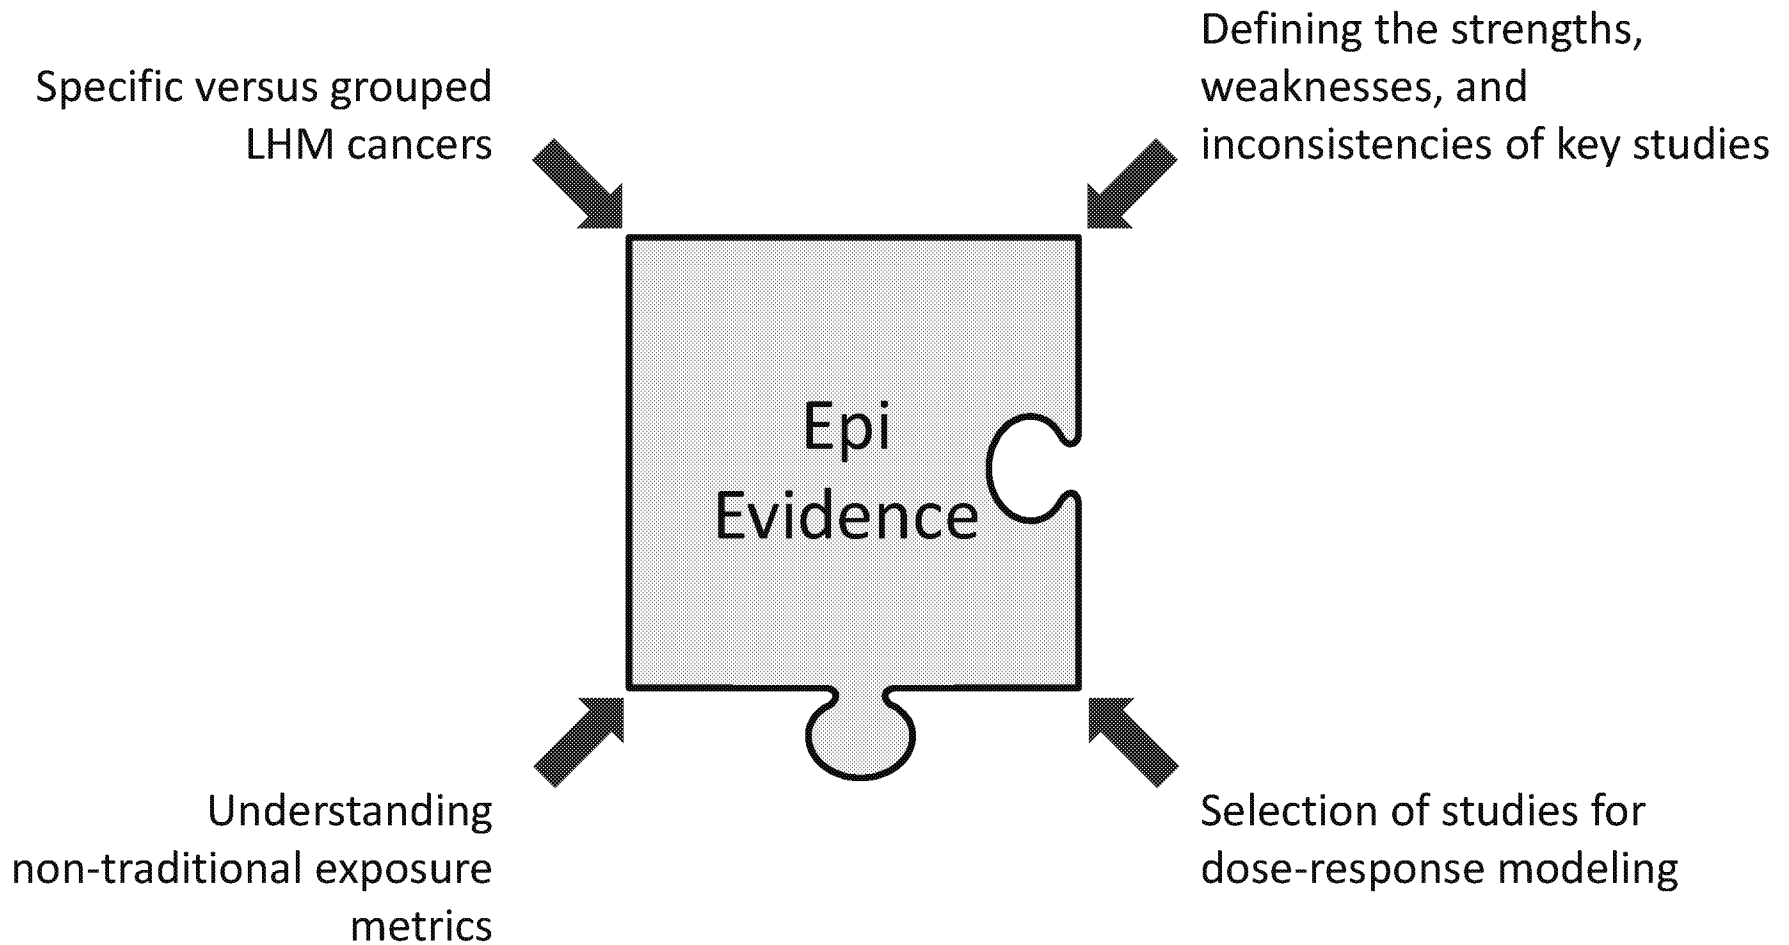 Specific versus grouped
LHM cancers
Defining the strengths,
weaknesses, and
inconsistencies of key studies
Epi
Evidence
Understanding
non-traditional exposure
metrics
Selection of studies for
dose-response modeling